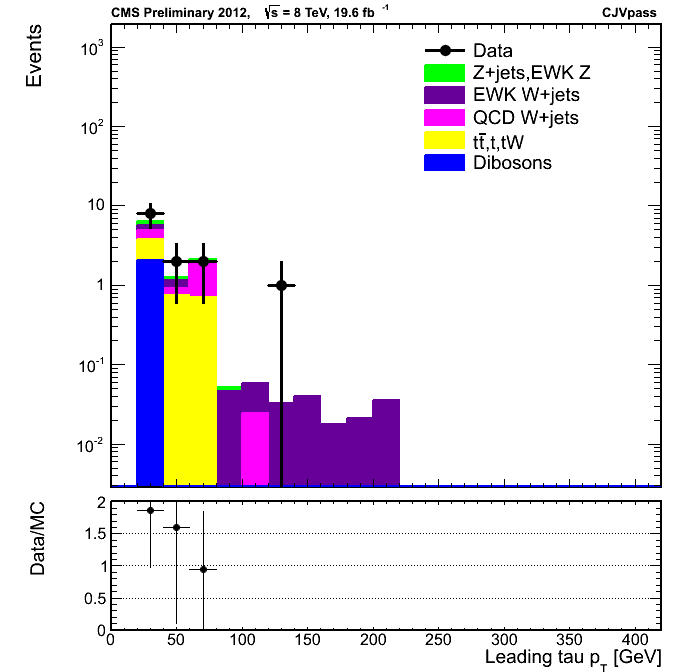 CMS Preliminary 2012, √s = 8 TeV, 19.6 fb⁻¹ CJVpass
Events
10³
10²
10
1
10⁻¹
10⁻²
Data
Z+jets,EWK Z
EWK W+jets
QCD W+jets
tt̄,t,tW
Dibosons
Data/MC
2
1.5
1
0.5
0
0 50 100 150 200 250 300 350 400
Leading tau p_T [GeV]